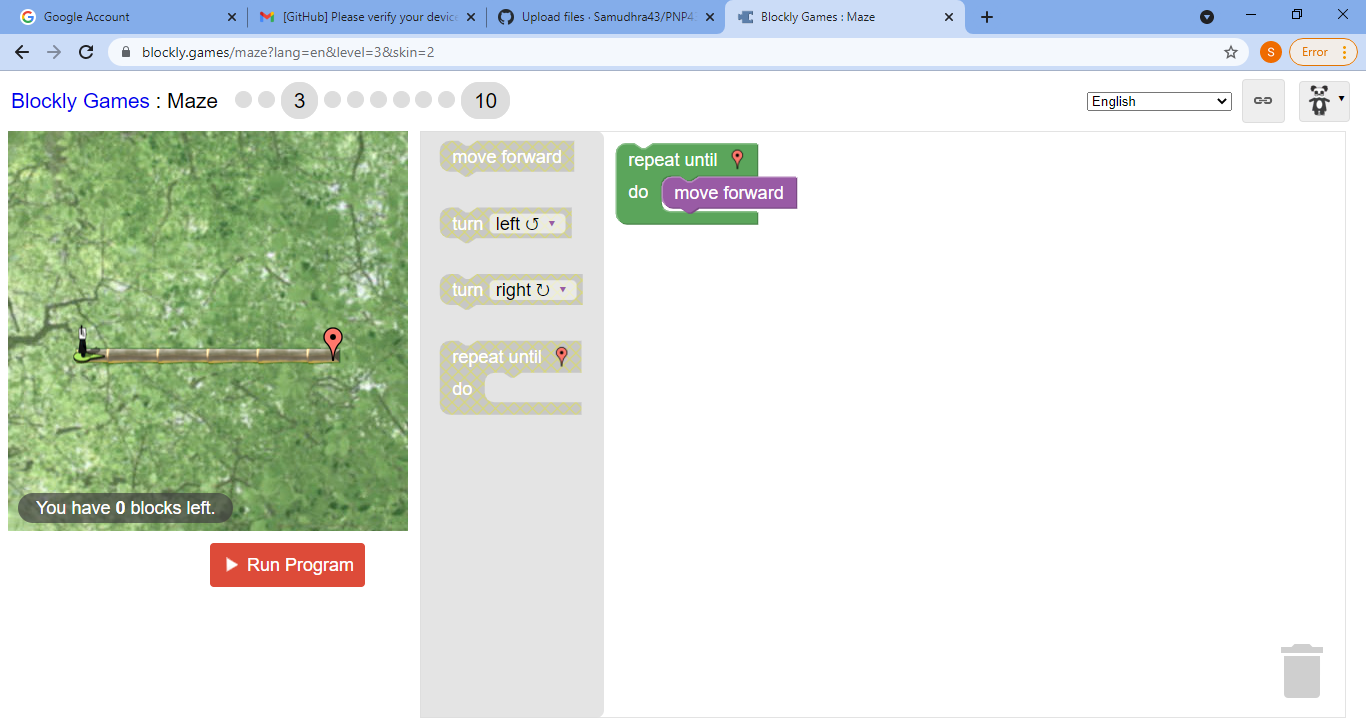 Google Account
[GitHub] Please verify your device
Upload files · Samudhra43/PNP4
Blockly Games : Maze
blockly.games/maze?lang=en&level=3&skin=2
S
Error
Blockly Games : Maze
3
10
English
move forward
turn left ↺
turn right ↻
repeat until
do
repeat until
do move forward
You have 0 blocks left.
Run Program